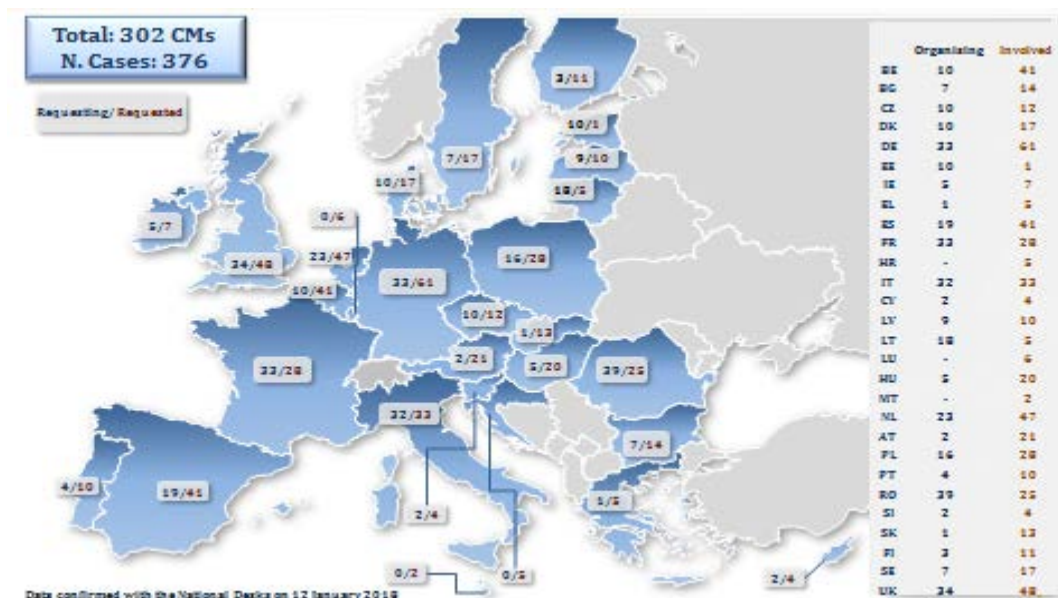 Total: 302 CMs
N. Cases: 376
Requesting/Requested
3/11
10/1
9/10
18/5
7/17
10/17
0/6
5/7
34/48
23/47
10/41
33/61
16/28
10/12
1/13
2/21
5/20
39/25
33/28
32/33
7/14
4/10
19/41
1/5
2/4
0/2
0/5
2/4
Data confirmed with the National Desks on 12 January 2018
Organizing Involved
BE 10 41
BG 7 14
CZ 10 12
DK 10 17
DE 33 61
EE 10 1
IE 5 7
EL 1 5
ES 19 41
FR 33 28
HR - 5
IT 32 33
CY 2 4
LV 9 10
LT 18 5
LU - 6
HU 5 20
MT - 2
NL 23 47
AT 2 21
PL 16 28
PT 4 10
RO 39 25
SI 2 4
SK 1 13
FI 3 11
SE 7 17
UK 34 48